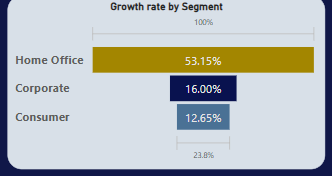 Growth rate by Segment
100%
Home Office 53.15%
Corporate 16.00%
Consumer 12.65%
23.8%